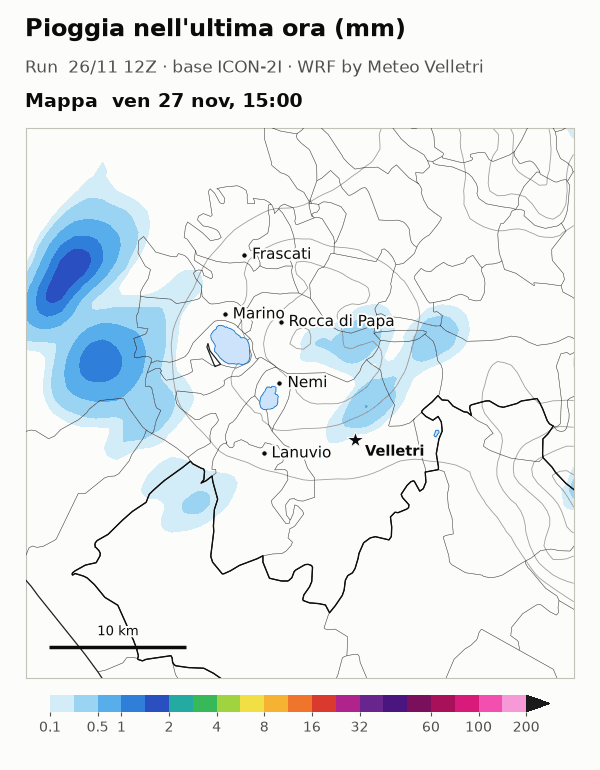 Pioggia nell'ultima ora (mm)
Run  26/11 12Z · base ICON-2I · WRF by Meteo Velletri
Mappa  ven 27 nov, 15:00
Frascati
Marino
Rocca di Papa
Nemi
Velletri
Lanuvio
10 km
0.1 0.5 1 2 4 8 16 32 60 100 200